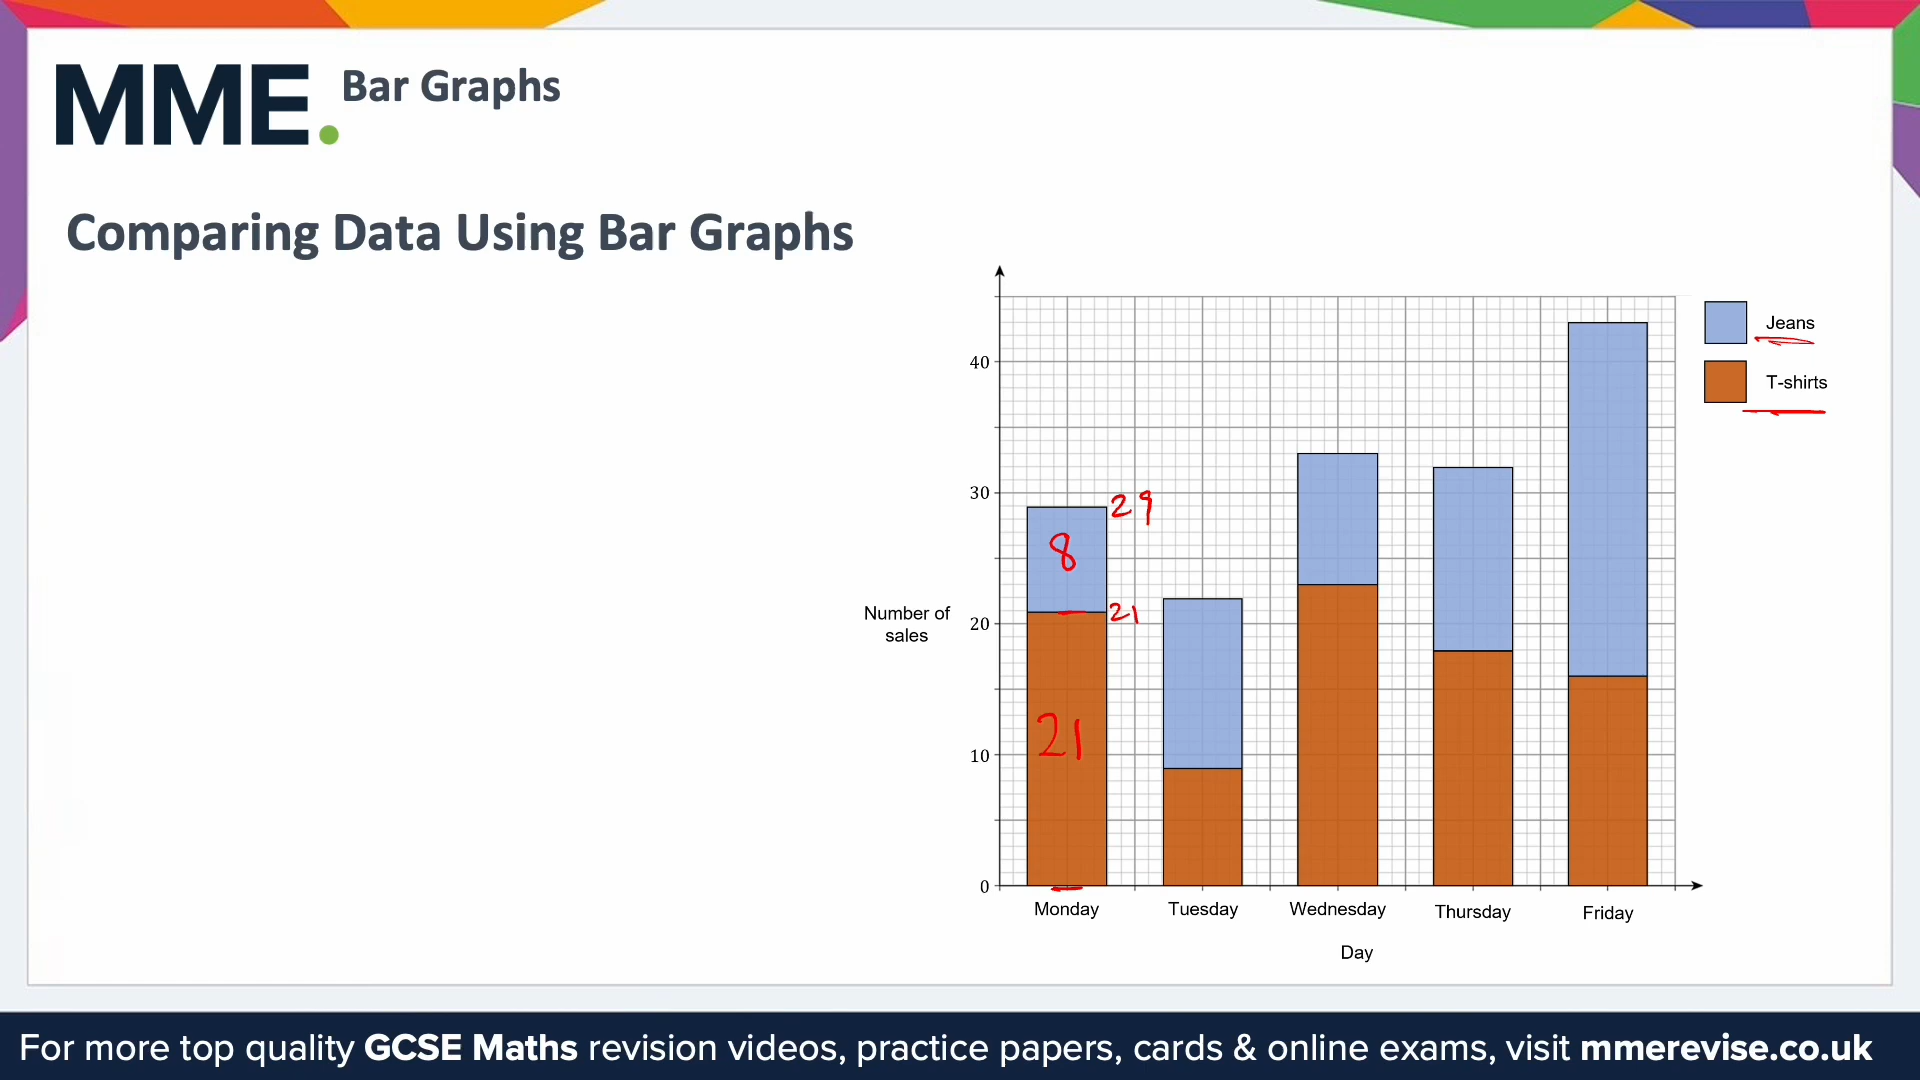 MME.
Bar Graphs
Comparing Data Using Bar Graphs
Jeans
T-shirts
40
30
20
10
0
Number of
sales
29
8
21
21
Monday
Tuesday
Wednesday
Thursday
Friday
Day
For more top quality GCSE Maths revision videos, practice papers, cards & online exams, visit mmerevise.co.uk